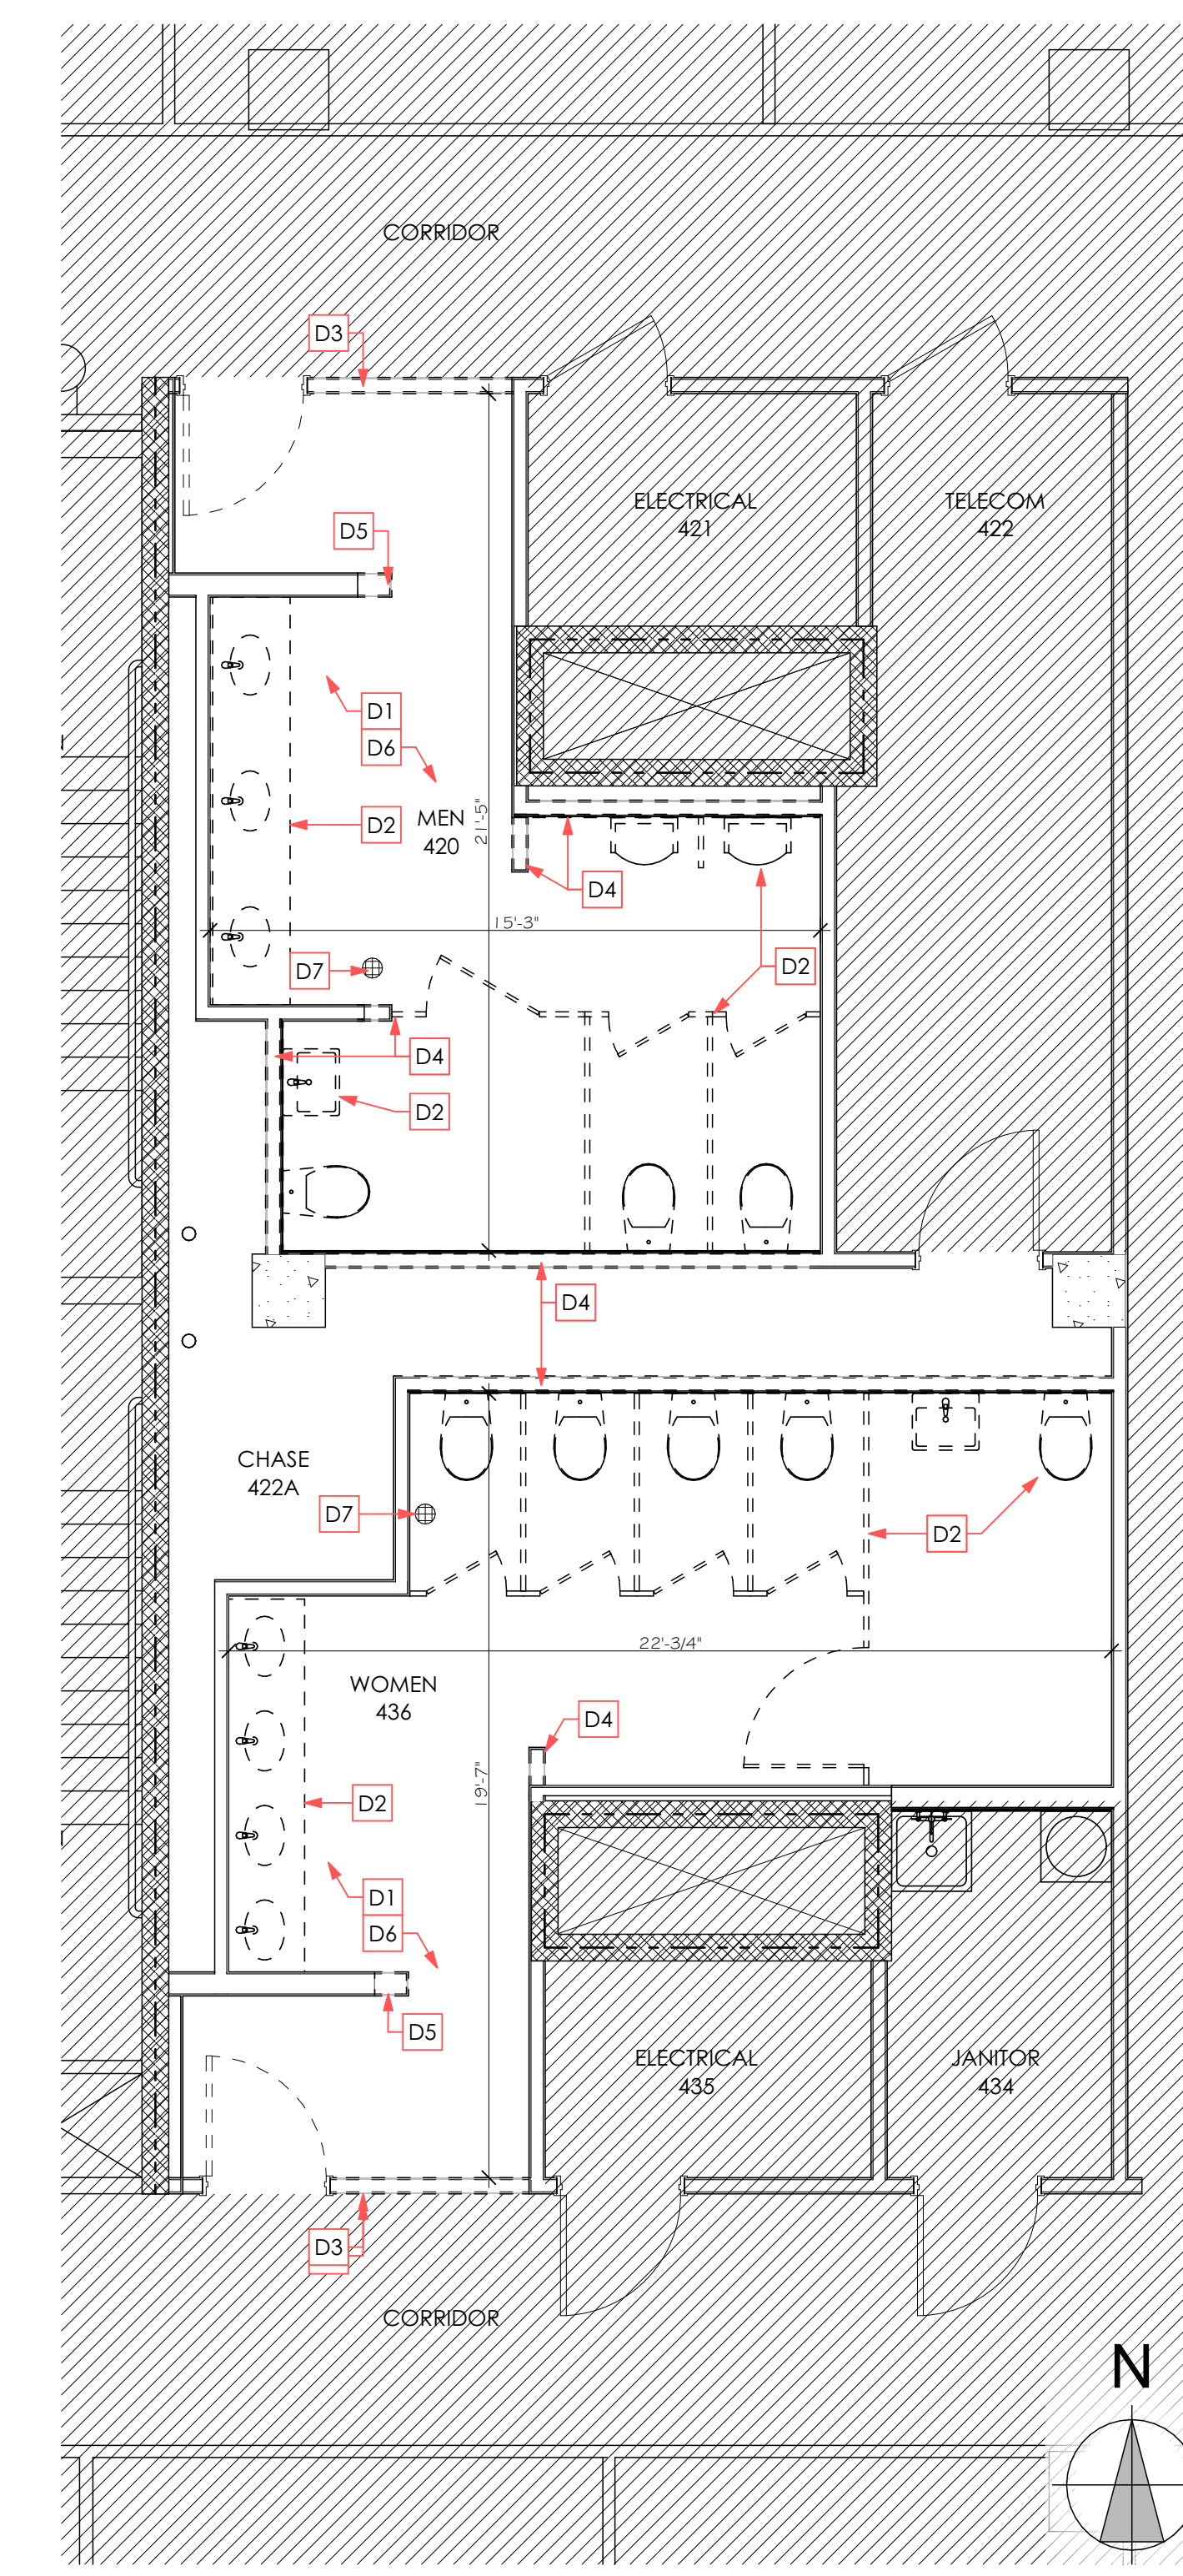 CORRIDOR
D3
ELECTRICAL
421
TELECOM
422
D5
D1
D6
D2
MEN
420
21'-5"
D4
15'-3"
D7
D2
D4
D2
D4
CHASE
422A
D7
D2
22'-3/4"
WOMEN
436
D4
19'-7"
D2
D1
D6
D5
ELECTRICAL
435
JANITOR
434
D3
CORRIDOR
N